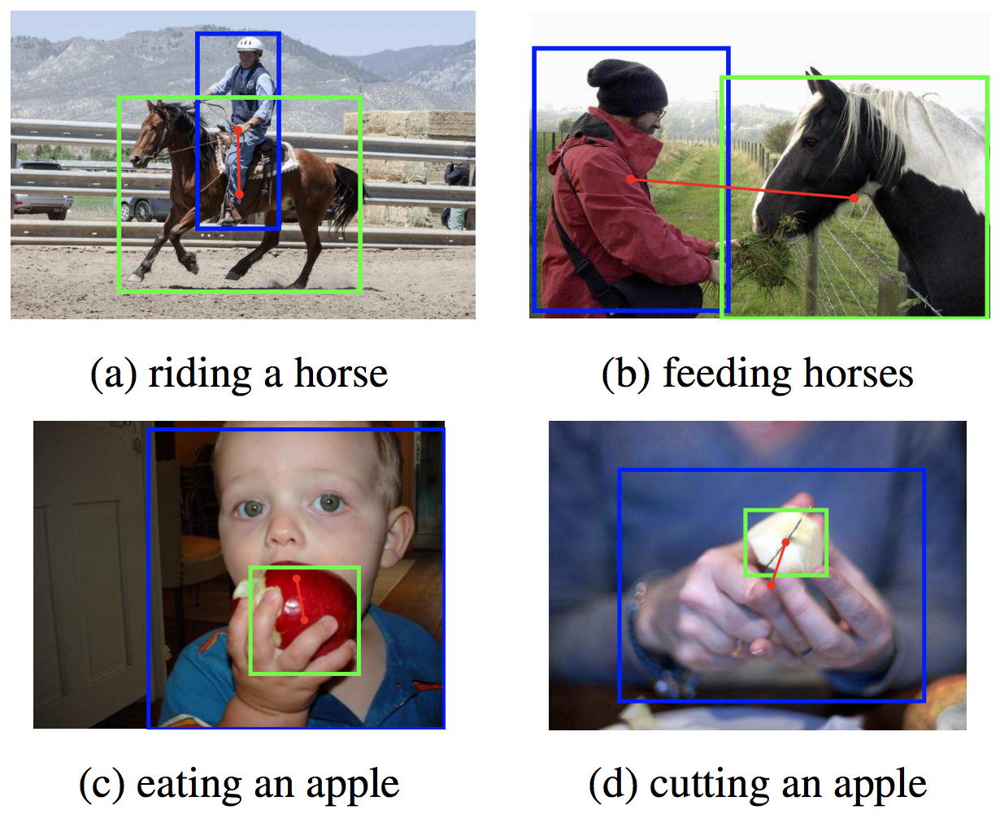 (a) riding a horse
(b) feeding horses
(c) eating an apple
(d) cutting an apple